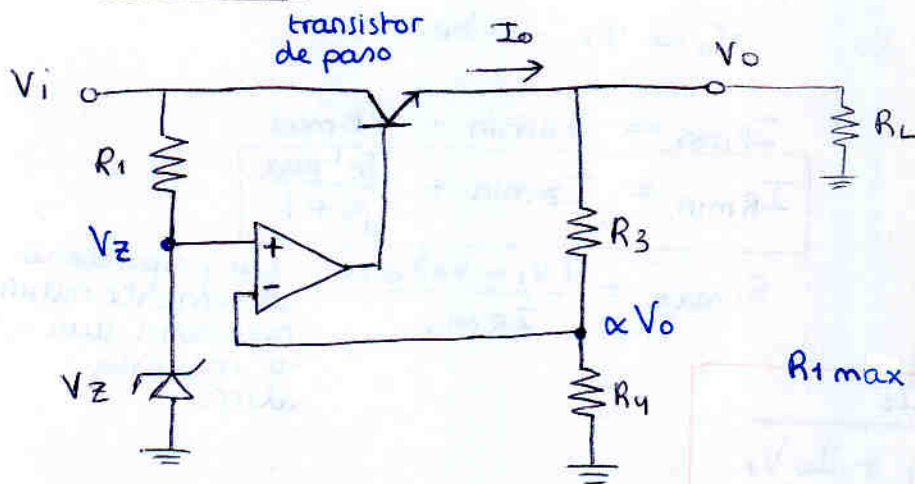 transistor
de paso
Io
Vi
Vo
R1
RL
Vz
+
-
R3
αVo
Vz
R4
R1 max